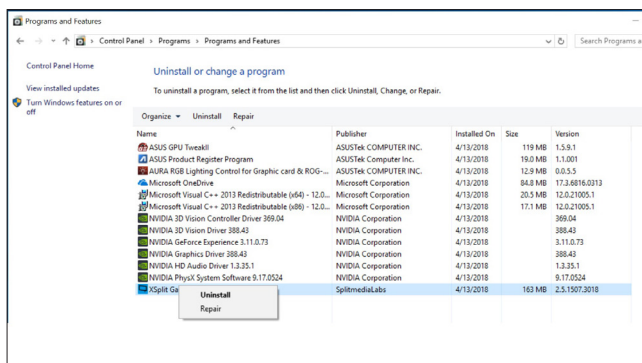 Programs and Features
Control Panel > Programs > Programs and Features
Search Programs a
Control Panel Home
Uninstall or change a program
View installed updates
To uninstall a program, select it from the list and then click Uninstall, Change, or Repair.
Turn Windows features on or
off
Organize Uninstall Repair
Name Publisher Installed On Size Version
ASUS GPU TweakII ASUSTek COMPUTER INC. 4/13/2018 119 MB 1.5.9.1
ASUS Product Register Program ASUSTek Computer Inc. 4/13/2018 19.0 MB 1.1.001
AURA RGB Lighting Control for Graphic card & ROG-... ASUSTek COMPUTER INC. 4/13/2018 12.9 MB 0.0.5.5
Microsoft OneDrive Microsoft Corporation 4/13/2018 84.8 MB 17.3.6816.0313
Microsoft Visual C++ 2013 Redistributable (x64) - 12.0... Microsoft Corporation 4/13/2018 20.5 MB 12.0.21005.1
Microsoft Visual C++ 2013 Redistributable (x86) - 12.0... Microsoft Corporation 4/13/2018 17.1 MB 12.0.21005.1
NVIDIA 3D Vision Controller Driver 369.04 NVIDIA Corporation 4/13/2018 369.04
NVIDIA 3D Vision Driver 388.43 NVIDIA Corporation 4/13/2018 388.43
NVIDIA GeForce Experience 3.11.0.73 NVIDIA Corporation 4/13/2018 3.11.0.73
NVIDIA Graphics Driver 388.43 NVIDIA Corporation 4/13/2018 388.43
NVIDIA HD Audio Driver 1.3.35.1 NVIDIA Corporation 4/13/2018 1.3.35.1
NVIDIA PhysX System Software 9.17.0524 NVIDIA Corporation 4/13/2018 9.17.0524
XSplit Ga SplitmediaLabs 4/13/2018 163 MB 2.5.1507.3018
Uninstall
Repair